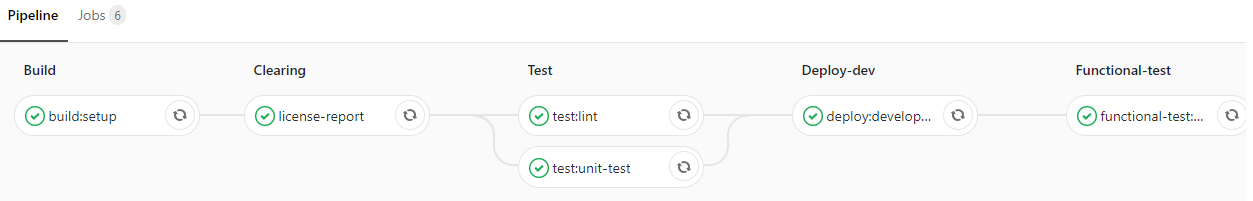 Pipeline Jobs 6
Build Clearing Test Deploy-dev Functional-test
build:setup license-report test:lint deploy:develop... functional-test:...
test:unit-test